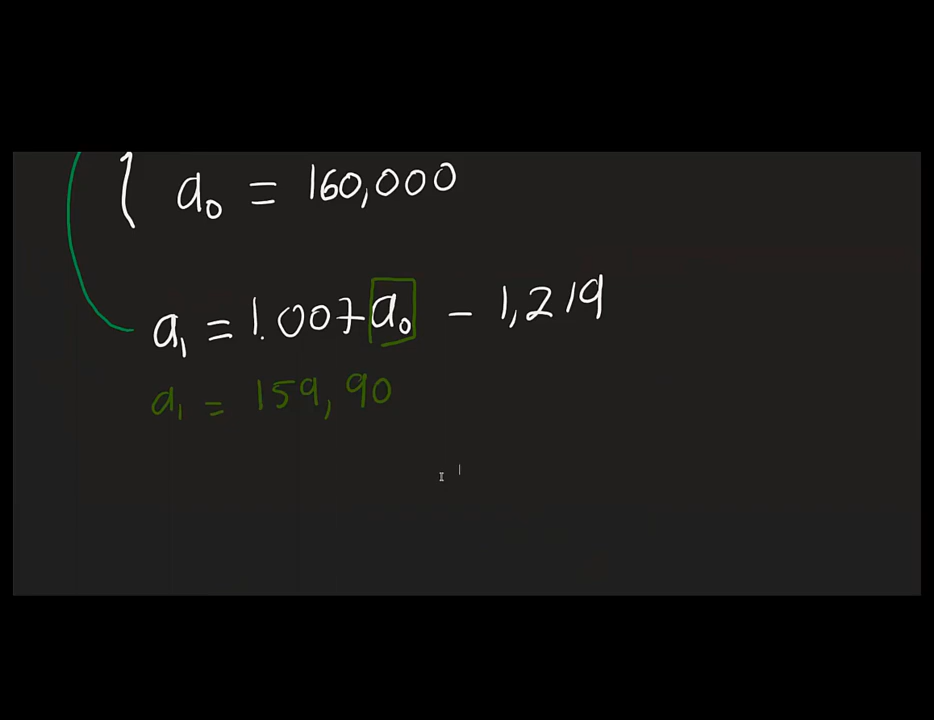 { a₀ = 160,000
a₁ = 1.007a₀ - 1,219
a₁ = 159,90